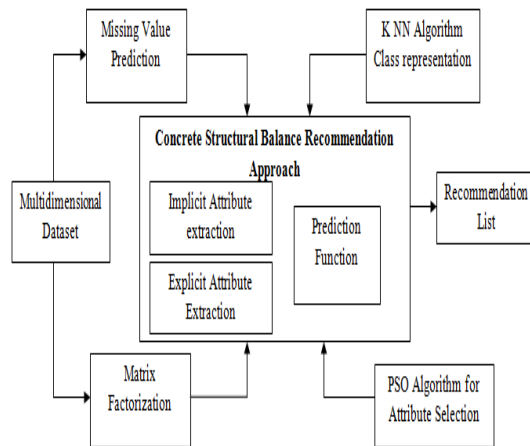 Missing Value
Prediction
K NN Algorithm
Class representation
Concrete Structural Balance Recommendation
Approach
Multidimensional
Dataset
Implicit Attribute
extraction
Explicit Attribute
Extraction
Prediction
Function
Recommendation
List
Matrix
Factorization
PSO Algorithm for
Attribute Selection